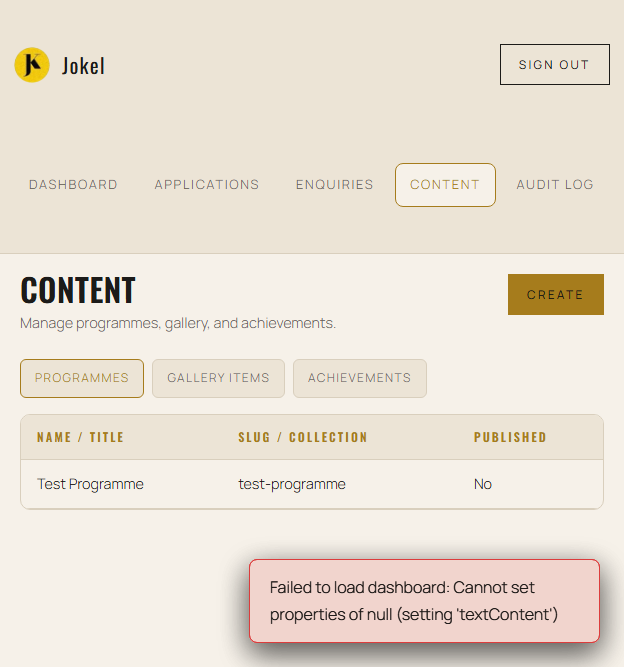 Jokel
SIGN OUT
DASHBOARD APPLICATIONS ENQUIRIES CONTENT AUDIT LOG
CONTENT
CREATE
Manage programmes, gallery, and achievements.
PROGRAMMES GALLERY ITEMS ACHIEVEMENTS
NAME / TITLE SLUG / COLLECTION PUBLISHED
Test Programme test-programme No
Failed to load dashboard: Cannot set
properties of null (setting 'textContent')